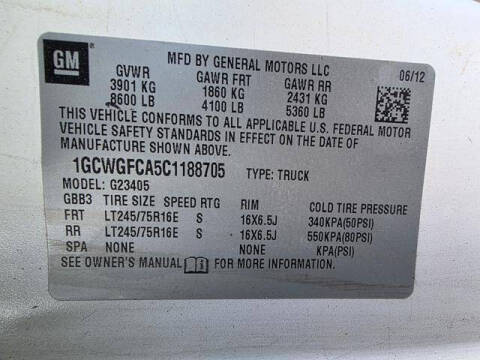 GM
MFD BY GENERAL MOTORS LLC
GVWR GAWR FRT GAWR RR 06/12
3901 KG 1860 KG 2431 KG
8600 LB 4100 LB 5360 LB
THIS VEHICLE CONFORMS TO ALL APPLICABLE U.S. FEDERAL MOTOR
VEHICLE SAFETY STANDARDS IN EFFECT ON THE DATE OF
MANUFACTURE SHOWN ABOVE.
1GCWGFCA5C1188705 TYPE: TRUCK
MODEL: G23405
GBB3 TIRE SIZE SPEED RTG RIM COLD TIRE PRESSURE
FRT LT245/75R16E S 16X6.5J 340KPA(50PSI)
RR LT245/75R16E S 16X6.5J 550KPA(80PSI)
SPA NONE NONE KPA(PSI)
SEE OWNER'S MANUAL FOR MORE INFORMATION.